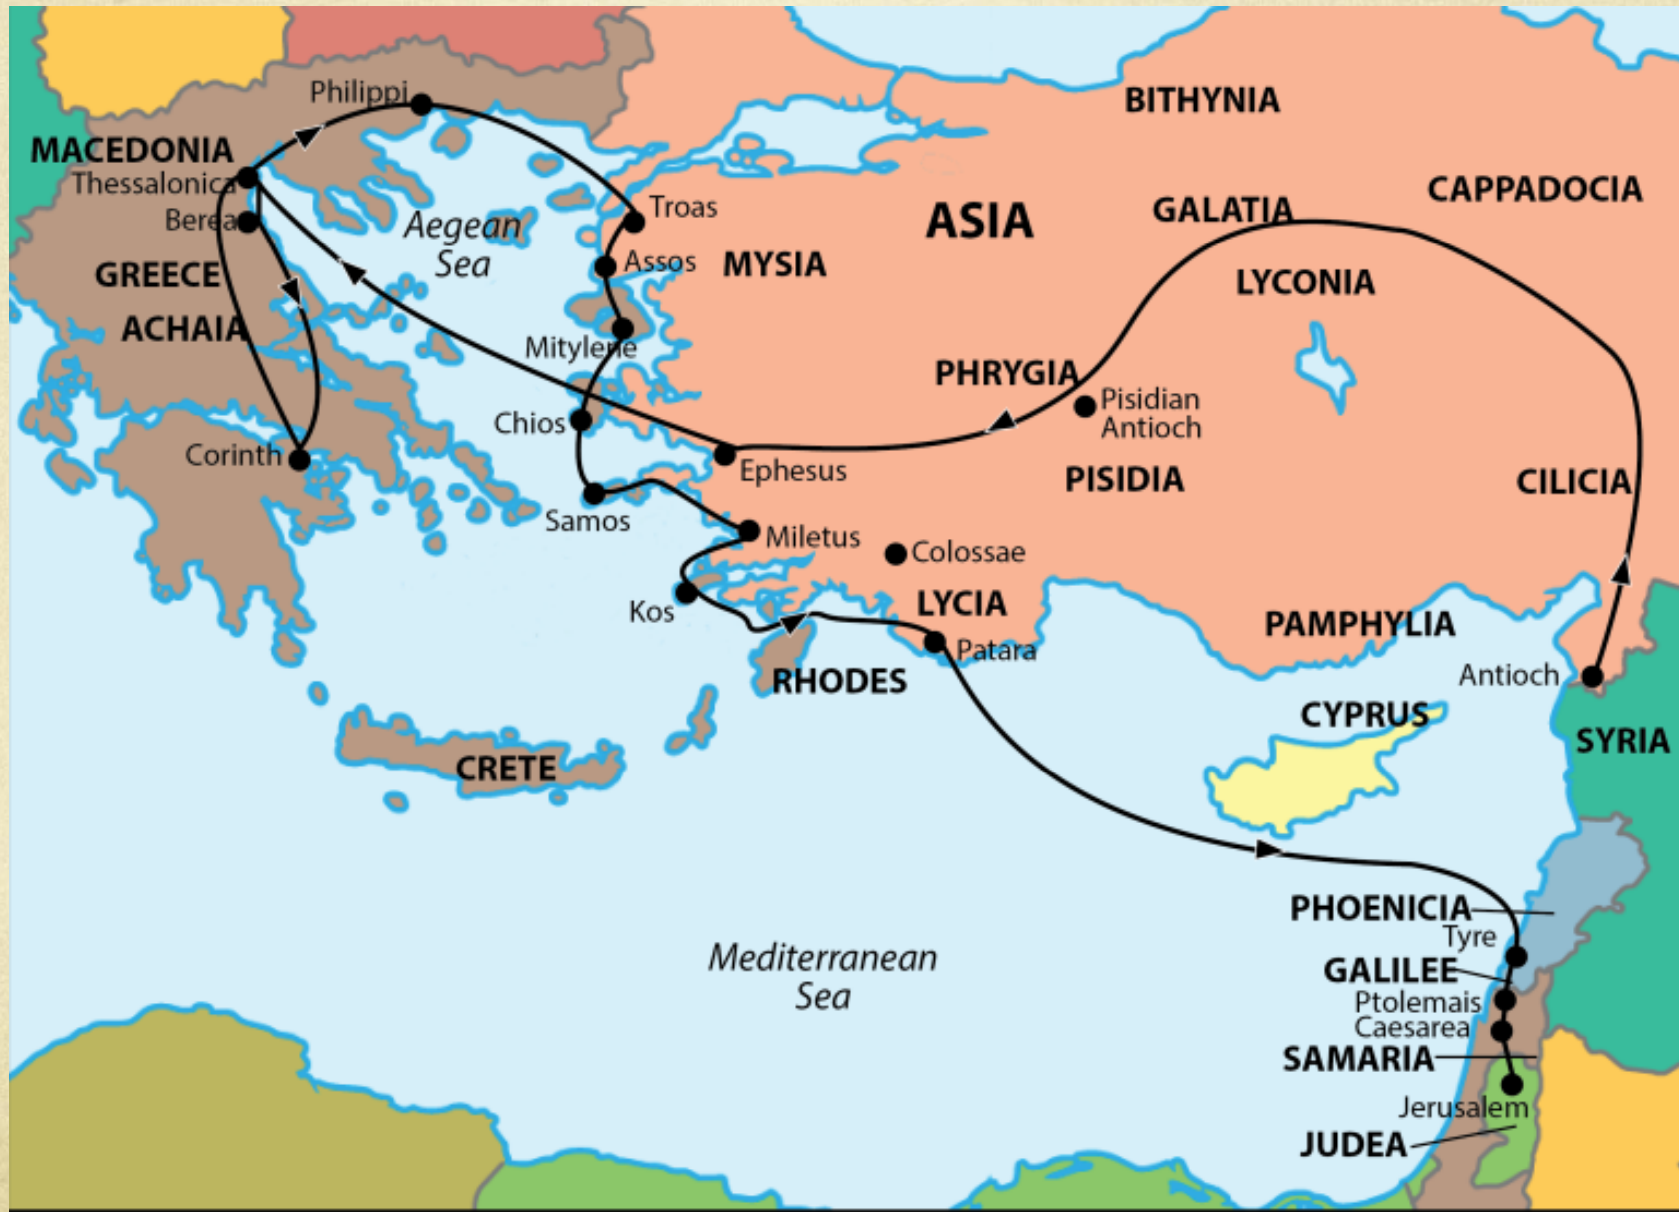 Philippi
MACEDONIA
Thessalonica
Berea
GREECE
ACHAIA
Corinth
Aegean
Sea
Troas
Assos
MYSIA
Mitylene
Chios
Samos
Ephesus
Miletus
Kos
RHODES
CRETE
ASIA
BITHYNIA
GALATIA
CAPPADOCIA
LYCONIA
PHRYGIA
Pisidian
Antioch
PISIDIA
CILICIA
Colossae
LYCIA
Patara
PAMPHYLIA
Antioch
CYPRUS
SYRIA
Mediterranean
Sea
PHOENICIA
Tyre
GALILEE
Ptolemais
Caesarea
SAMARIA
Jerusalem
JUDEA